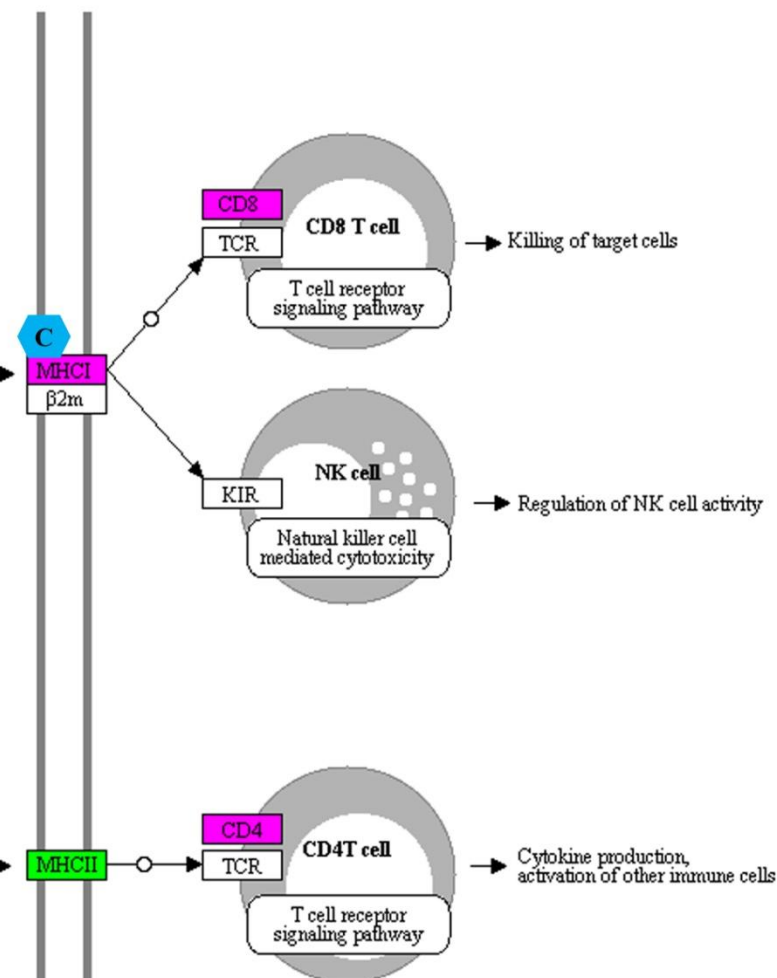 CD8
TCR
CD8 T cell
T cell receptor
signaling pathway
Killing of target cells
C
MHCI
β2m
KIR
NK cell
Natural killer cell
mediated cytotoxicity
Regulation of NK cell activity
MHCII
CD4
TCR
CD4T cell
T cell receptor
signaling pathway
Cytokine production,
activation of other immune cells